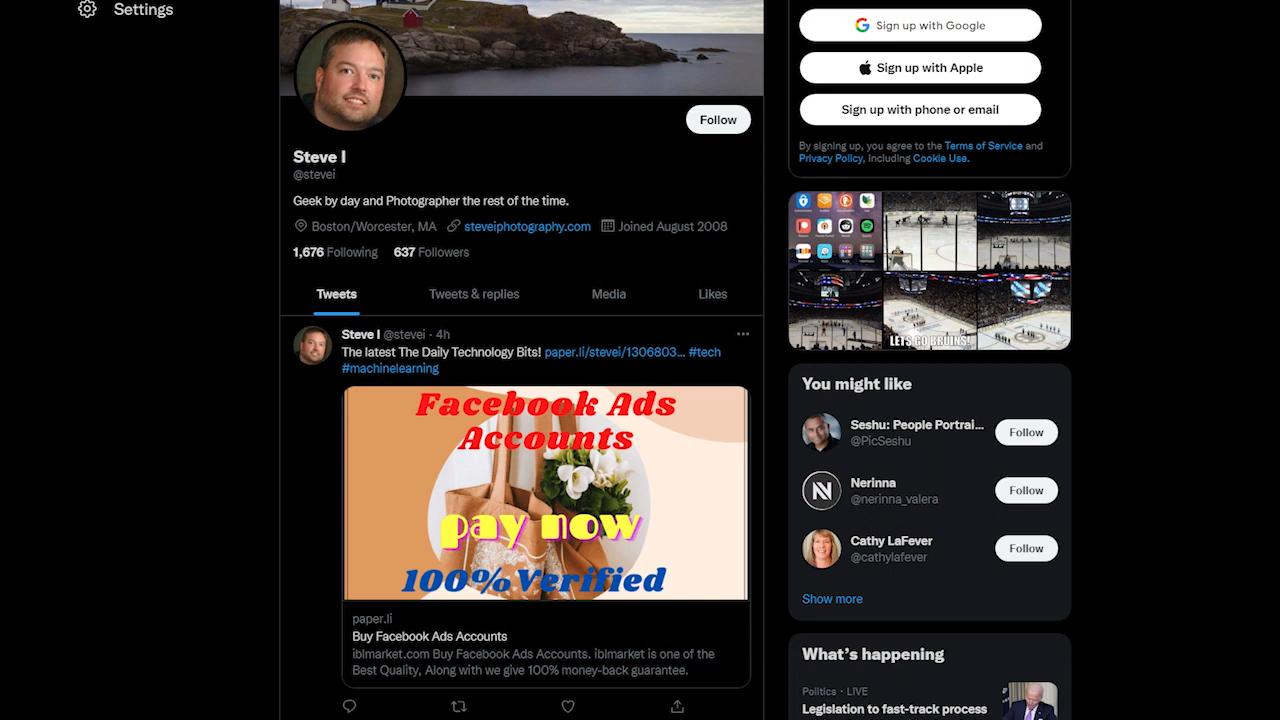 Settings
Follow
Steve I
@stevei
Geek by day and Photographer the rest of the time.
Boston/Worcester, MA steveiphotography.com Joined August 2008
1,676 Following 637 Followers
Tweets Tweets & replies Media Likes
Steve I @stevei · 4h
The latest The Daily Technology Bits! paper.li/stevei/1306803... #tech
#machinelearning
Facebook Ads
Accounts
pay now
100% Verified
paper.li
Buy Facebook Ads Accounts
iblmarket.com Buy Facebook Ads Accounts. iblmarket is one of the
Best Quality, Along with we give 100% money-back guarantee.
Sign up with Google
Sign up with Apple
Sign up with phone or email
By signing up, you agree to the Terms of Service and
Privacy Policy, including Cookie Use.
LETS GO BRUINS!
You might like
Seshu: People Portrai...
@PicSeshu
Follow
Nerinna
@nerinna_valera
Follow
Cathy LaFever
@cathylafever
Follow
Show more
What's happening
Politics · LIVE
Legislation to fast-track process